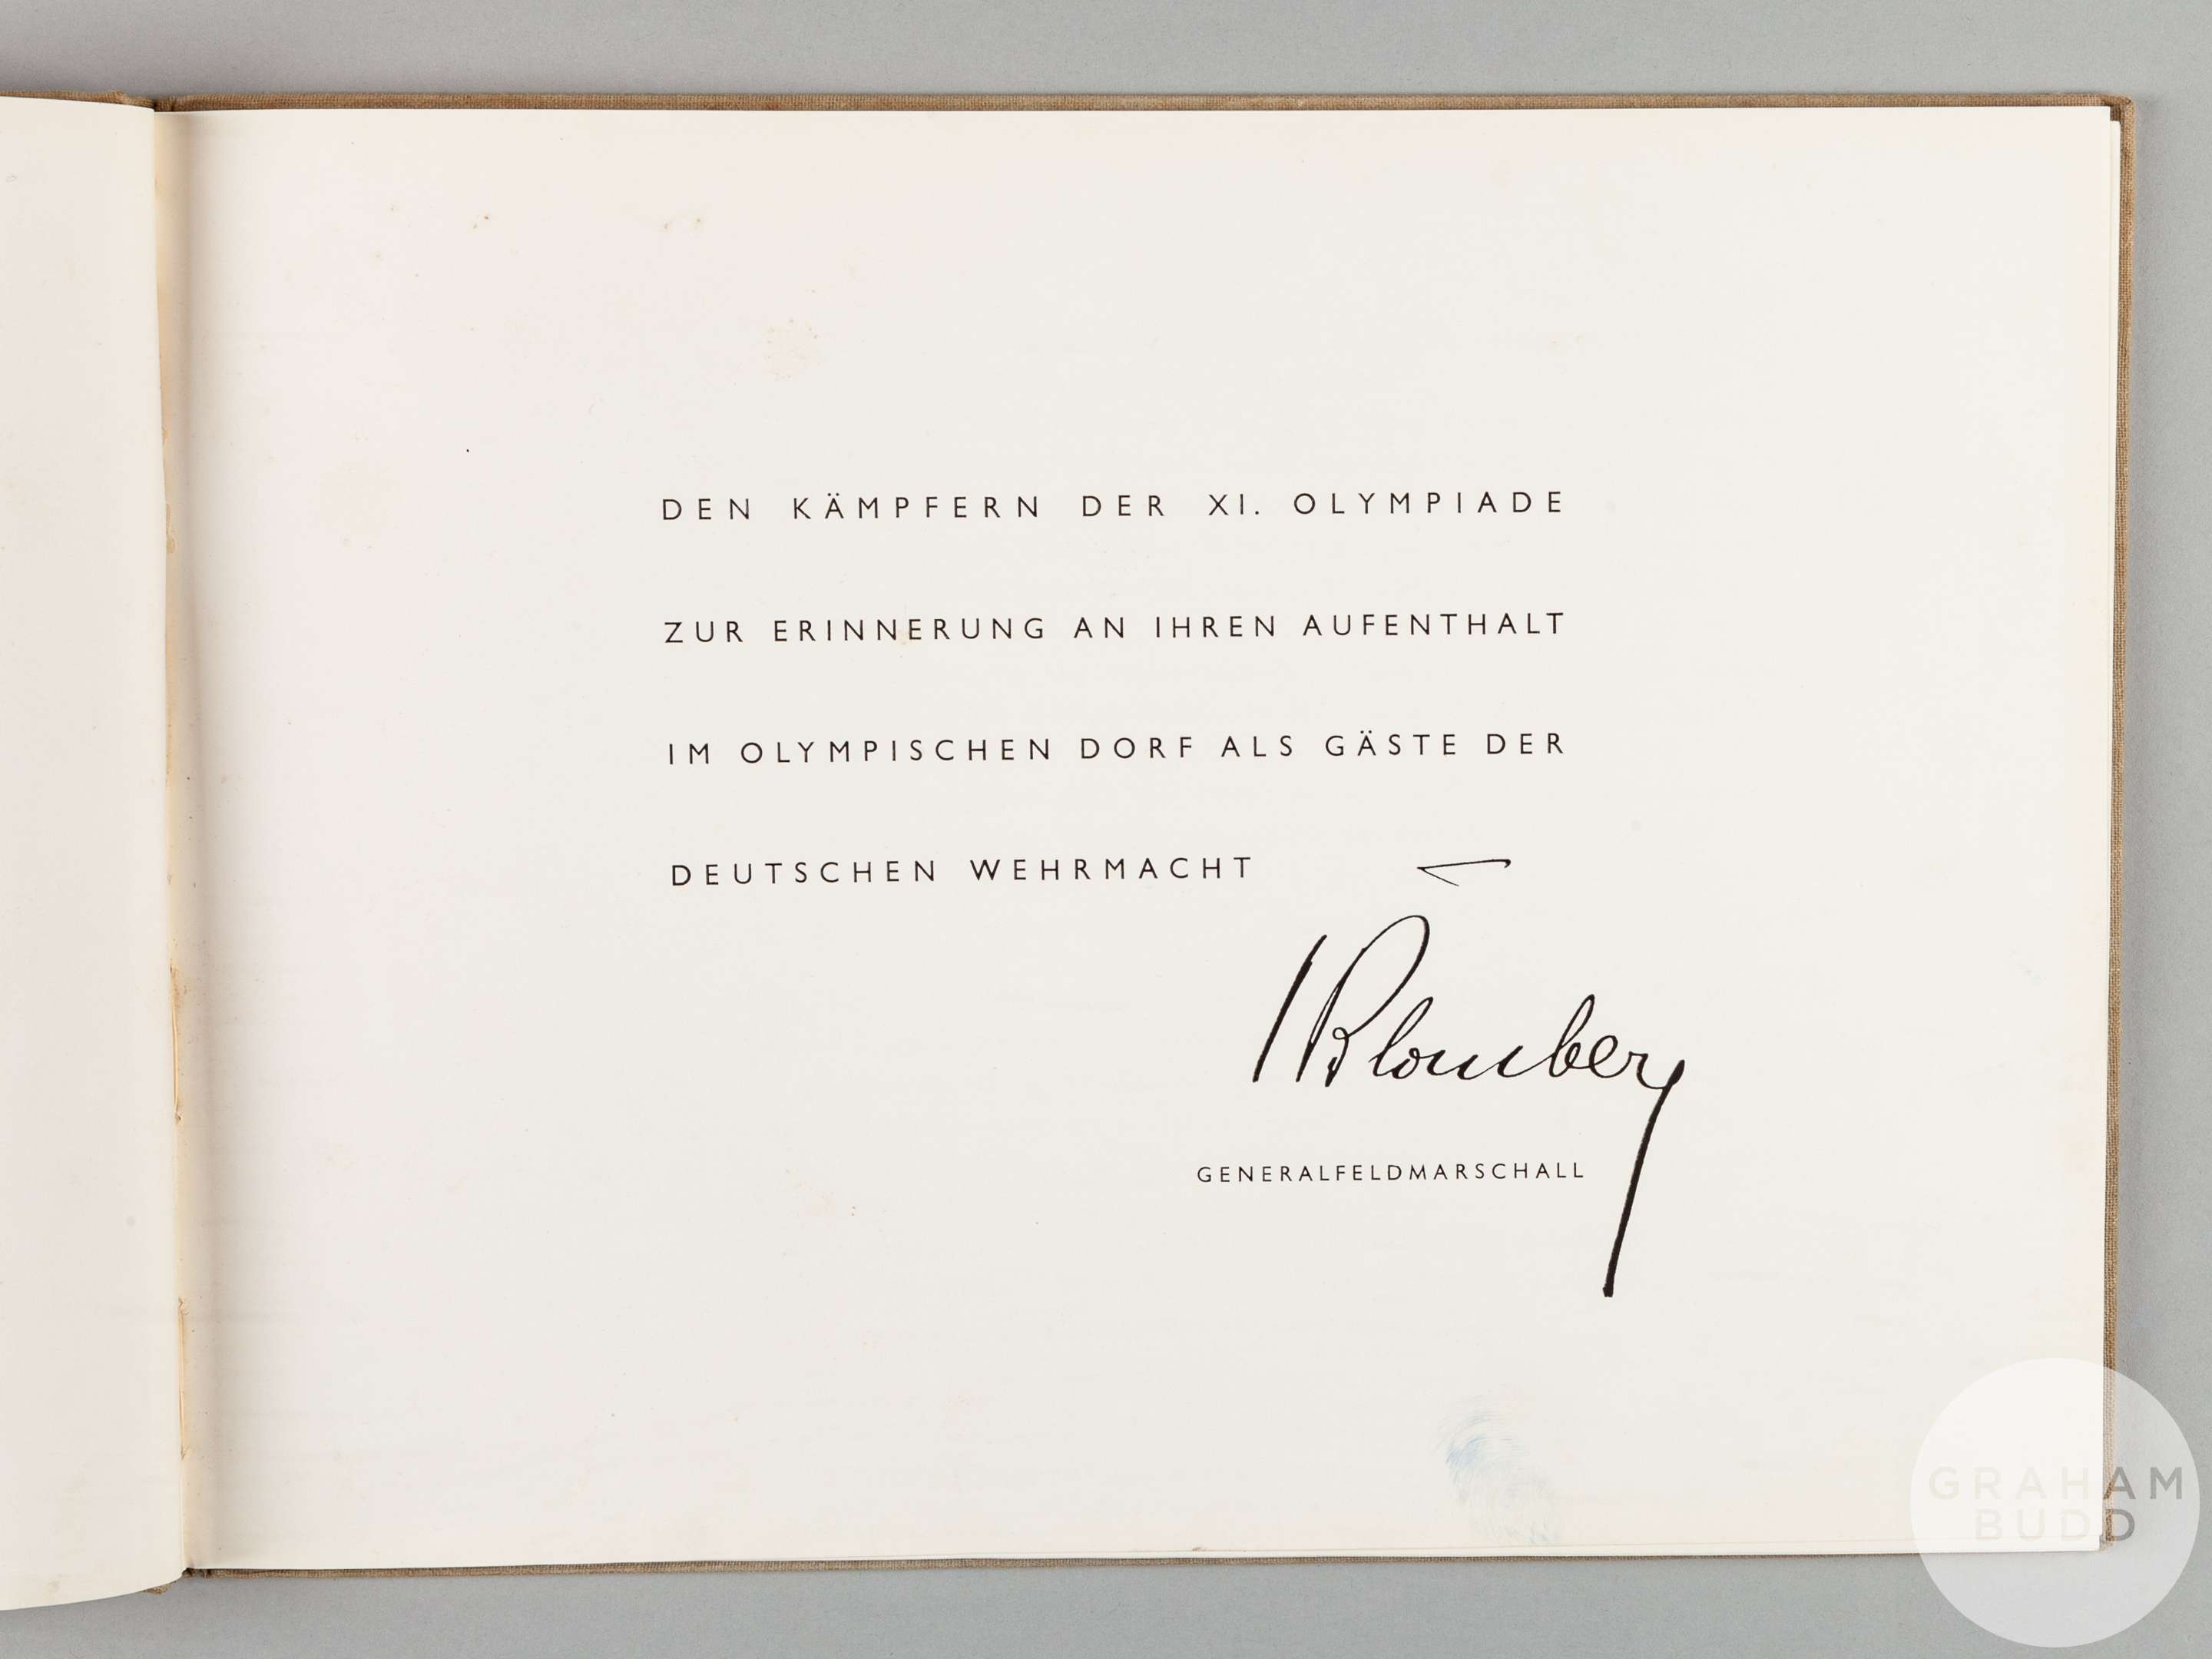 DEN KÄMPFERN DER XI. OLYMPIADE
ZUR ERINNERUNG AN IHREN AUFENTHALT
IM OLYMPISCHEN DORF ALS GÄSTE DER
DEUTSCHEN WEHRMACHT
Blomberg
GENERALFELDMARSCHALL
GRAHAM
BUDD